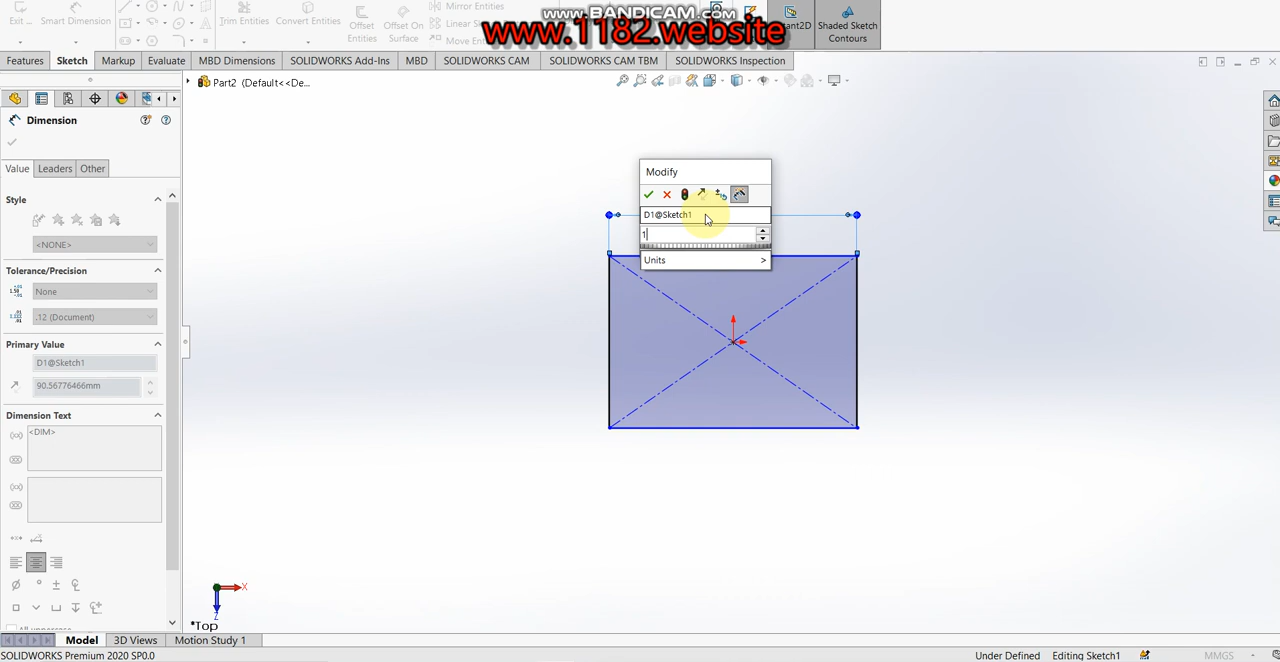 www.BANDICAM.com
www.1182.website
Exit ...
Smart Dimension
Trim Entities
Convert Entities
Offset Entities
Offset On Surface
Mirror Entities
Linear Sk
Move En
tant2D
Shaded Sketch Contours
Features
Sketch
Markup
Evaluate
MBD Dimensions
SOLIDWORKS Add-Ins
MBD
SOLIDWORKS CAM
SOLIDWORKS CAM TBM
SOLIDWORKS Inspection
Part2 (Default<<De...
Dimension
Value
Leaders
Other
Style
<NONE>
Tolerance/Precision
None
.12 (Document)
Primary Value
D1@Sketch1
90.56776466mm
Dimension Text
<DIM>
Modify
D1@Sketch1
1
Units >
X
Z
*Top
Model
3D Views
Motion Study 1
SOLIDWORKS Premium 2020 SP0.0
Under Defined
Editing Sketch1
MMGS